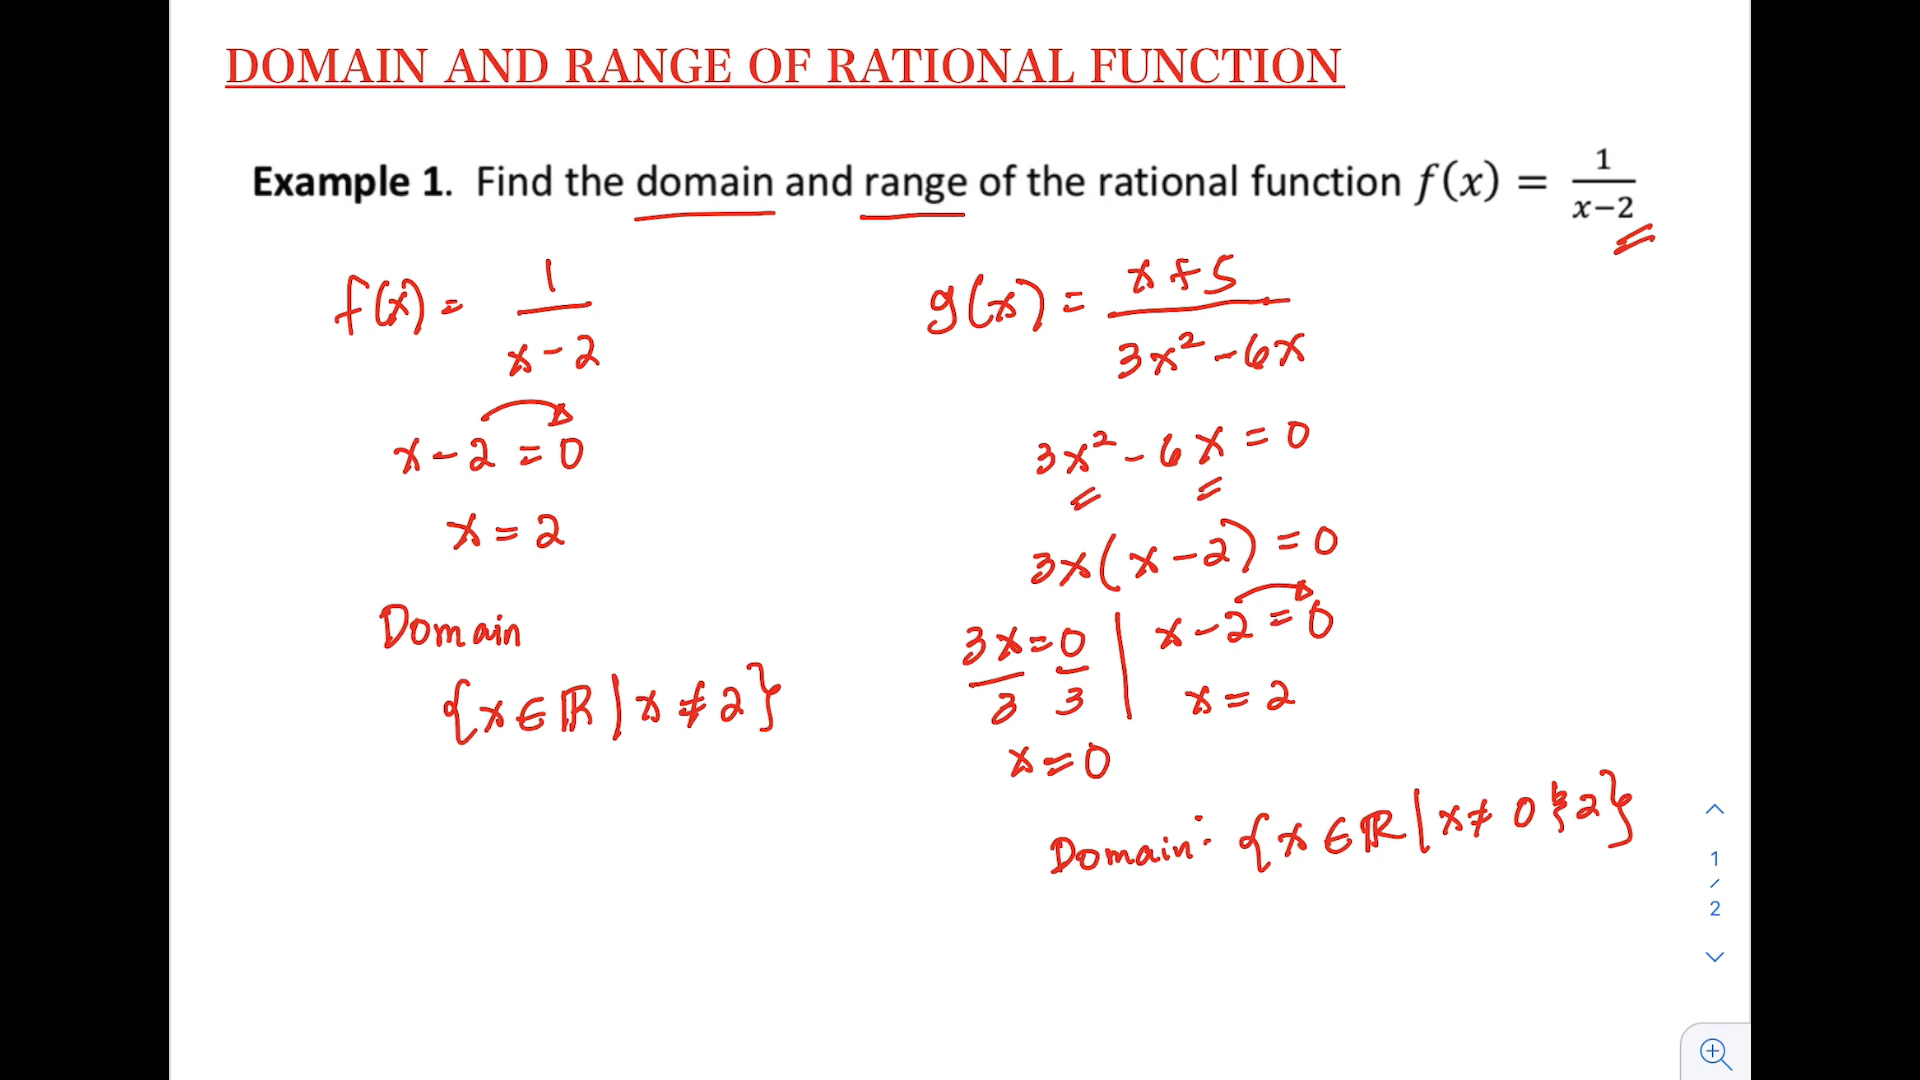 DOMAIN AND RANGE OF RATIONAL FUNCTION
Example 1. Find the domain and range of the rational function f(x) = 1/(x−2)
f(x) = 1/(x-2)
x-2 = 0
x = 2
Domain
{x∈ℝ | x≠2}
g(x) = (x+5)/(3x²-6x)
3x²-6x = 0
3x(x-2) = 0
3x/3 = 0/3 | x-2 = 0
x = 0
x = 2
Domain: {x∈ℝ | x≠ 0 & 2}
1
/
2